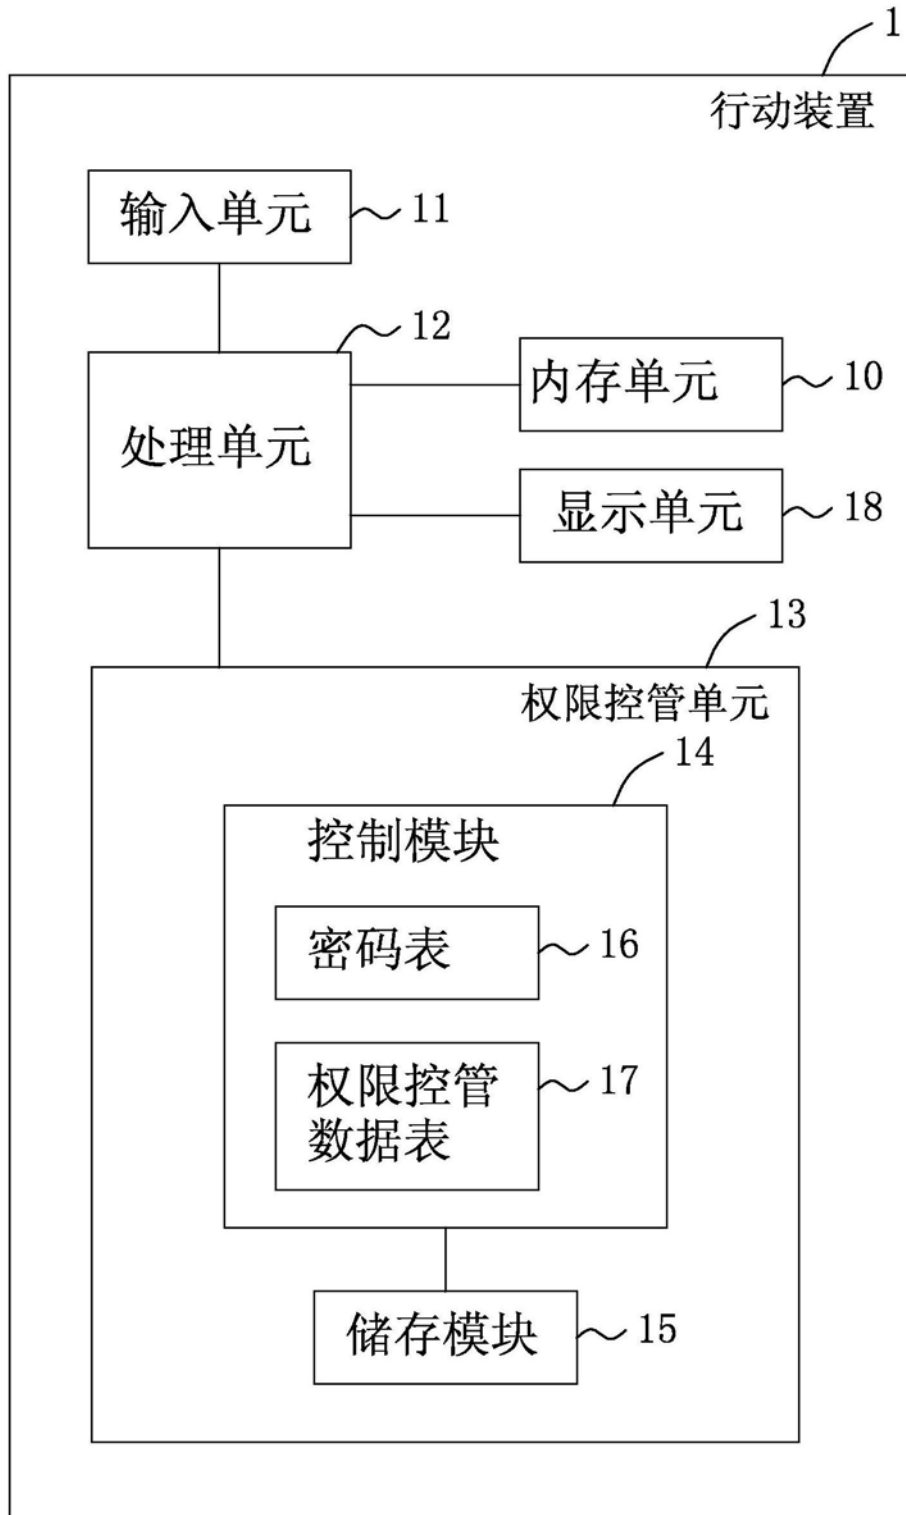 1
行动装置
输入单元
11
12
处理单元
内存单元
10
显示单元
18
13
权限控管单元
14
控制模块
密码表
16
权限控管
数据表
17
储存模块
15